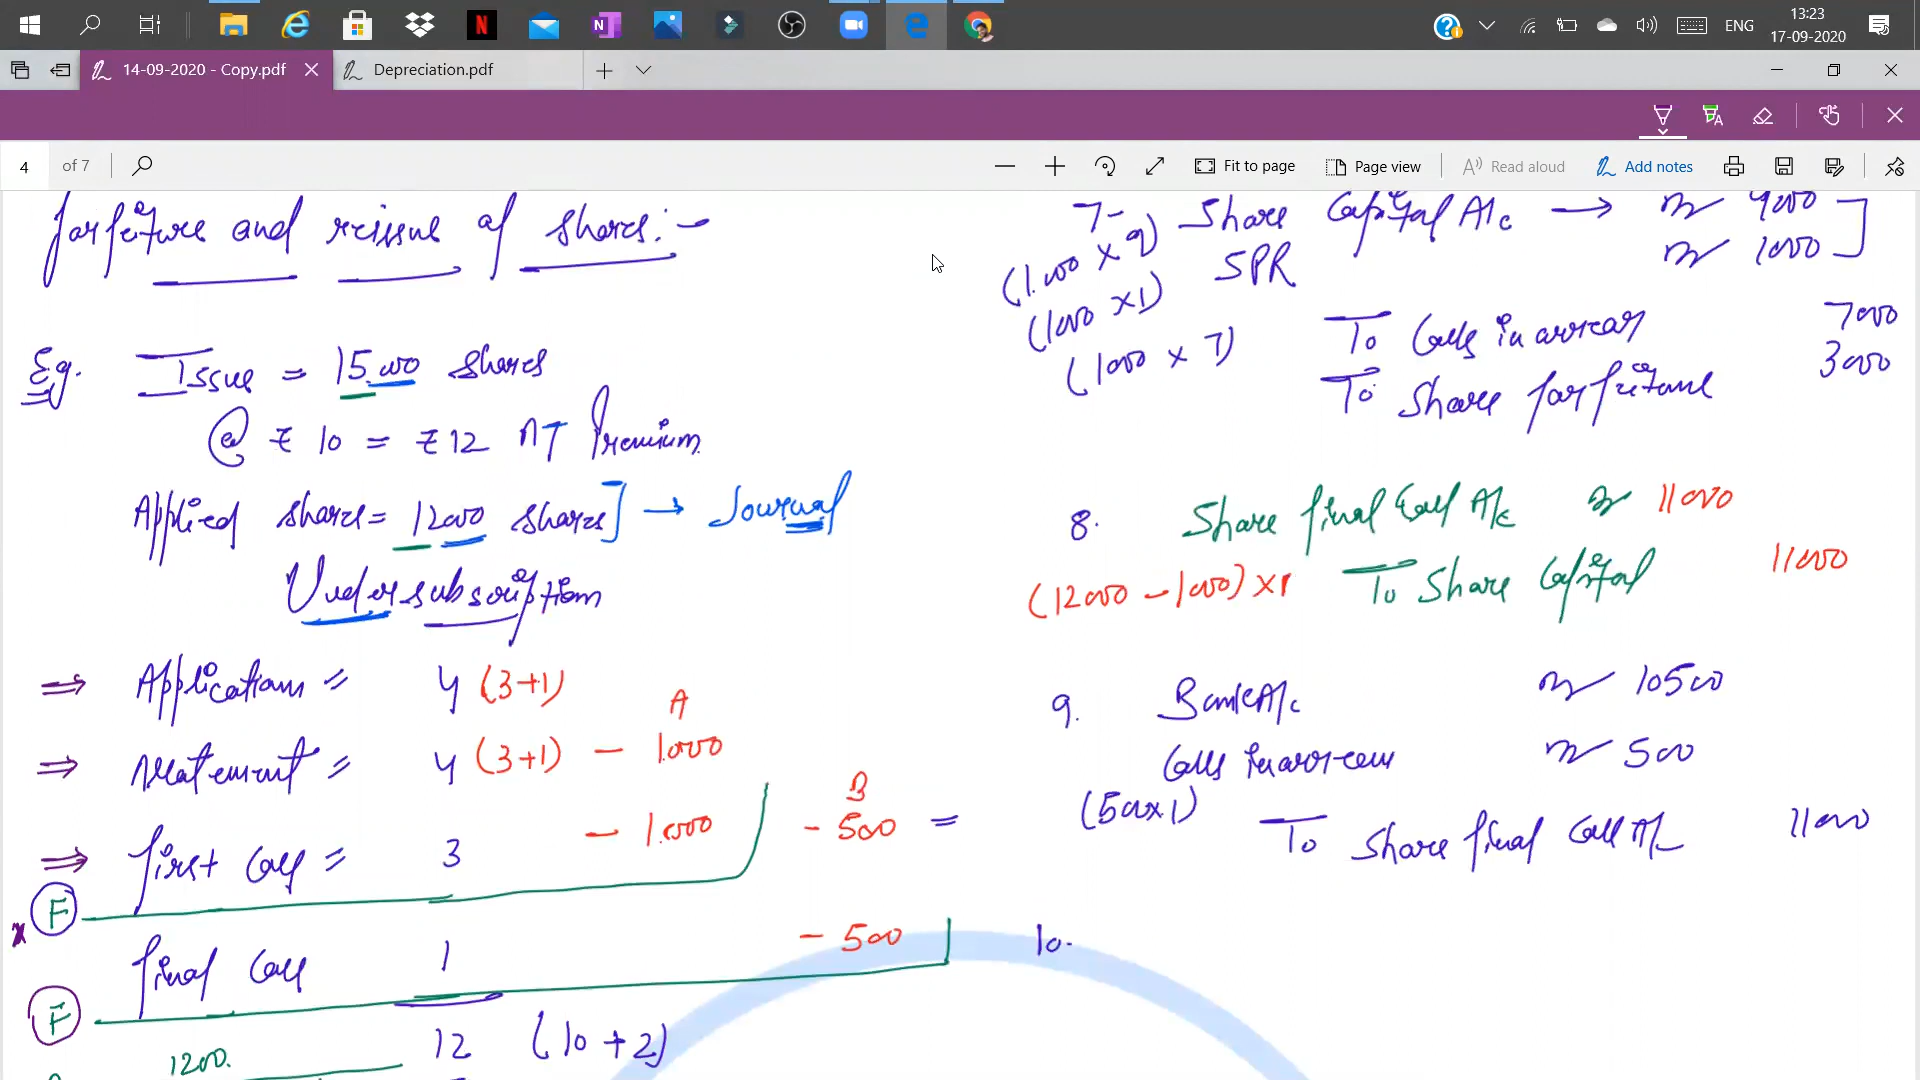 13:23
ENG
17-09-2020
14-09-2020 - Copy.pdf
Depreciation.pdf
4 of 7
Fit to page
Page view
Read aloud
Add notes
forfeiture and reissue of shares:-
Eg. Issue = 15000 shares
@ ₹ 10 = ₹ 12 AT Premium
Applied shares = 12000 shares] → Journal
Undersubscription
⇒ Application = 4 (3+1)
A
⇒ Allotment = 4 (3+1) - 1000
B
⇒ first call = 3 - 1000 - 500 =
F
final call 1 - 500
F
12 (10 + 2)
1200.
7- Share Capital A/c → Dr 9000
(1000 x 9) SPR Dr 1000
(1000 x 1) To Calls in arrear 7000
(1000 x 7) To Share forfeiture 3000
8. Share final Call A/c Dr 11000
(12000 - 1000) x 1 To Share Capital 11000
9. Bank A/c Dr 10500
Calls in arrear Dr 500
(500x1) To Share final Call A/c 11000
10.